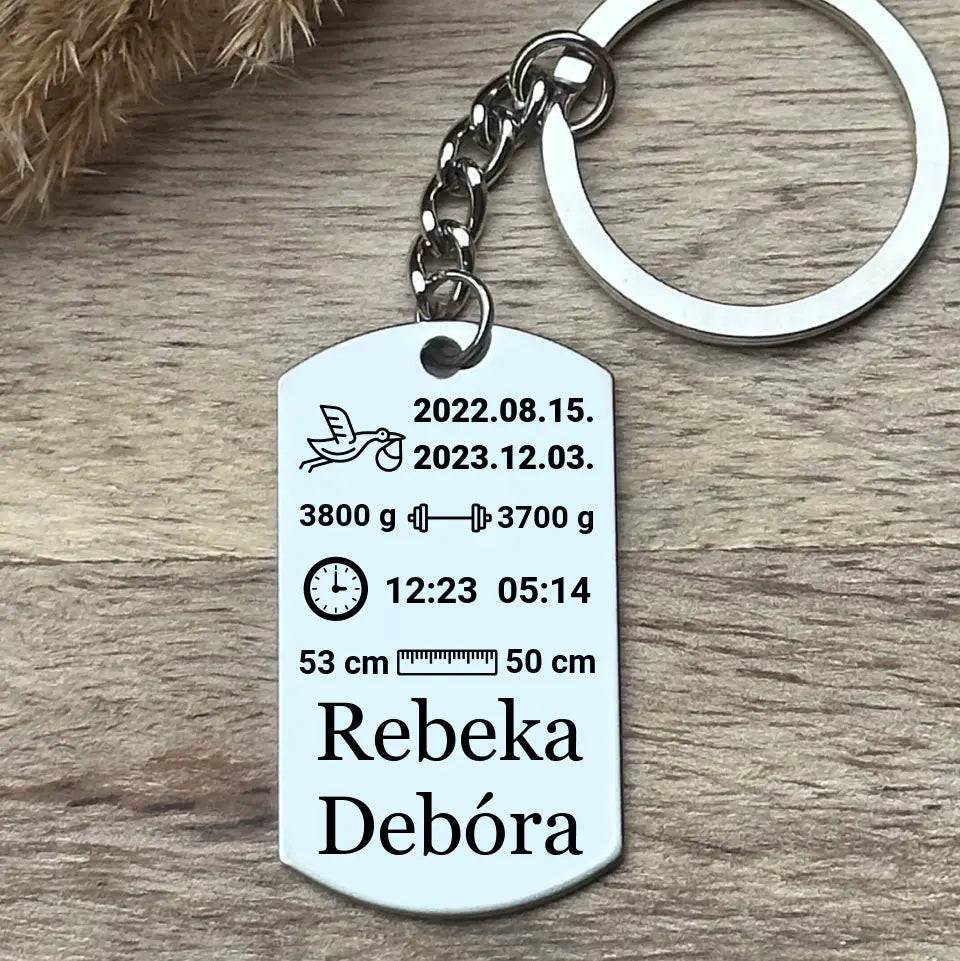 2022.08.15.
2023.12.03.
3800 g 3700 g
12:23 05:14
53 cm 50 cm
Rebeka
Debóra